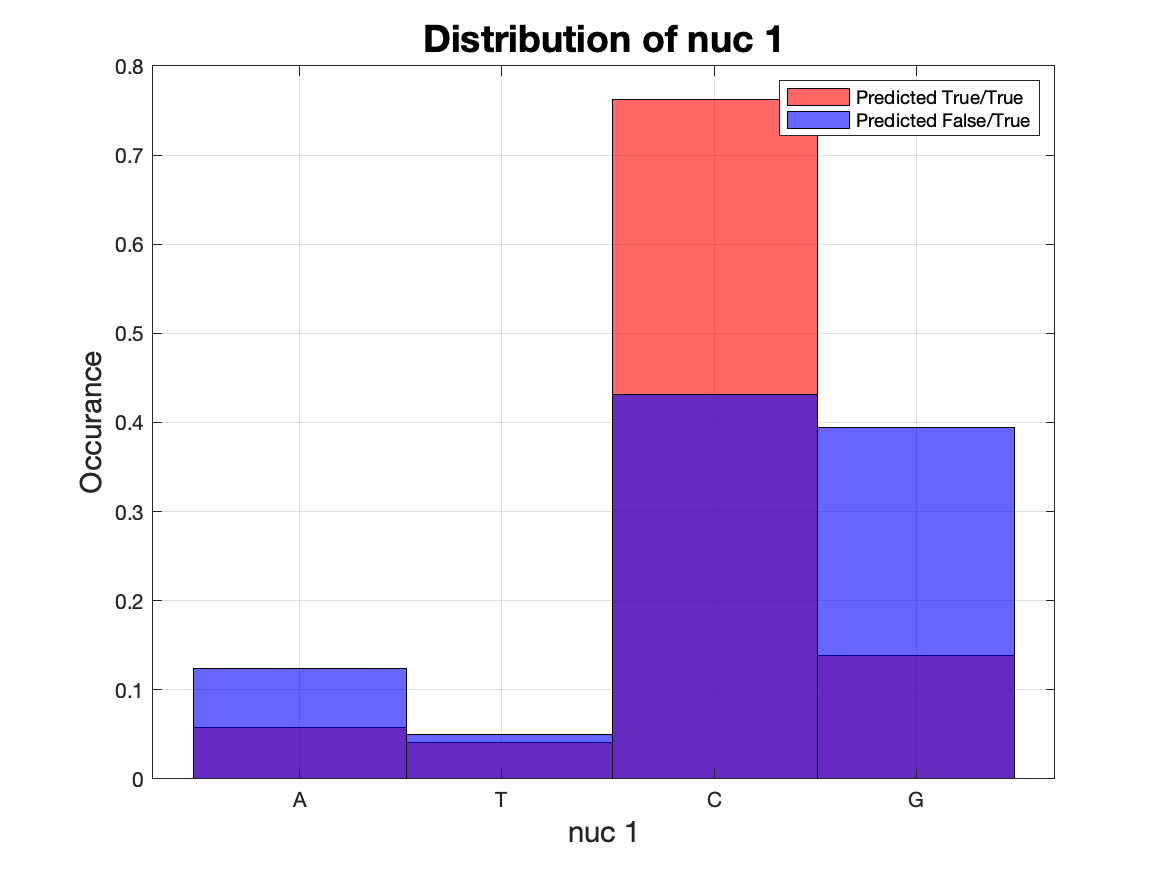 Distribution of nuc 1
Predicted True/True
Predicted False/True
0.8
0.7
0.6
0.5
0.4
0.3
0.2
0.1
0
Occurance
A T C G
nuc 1